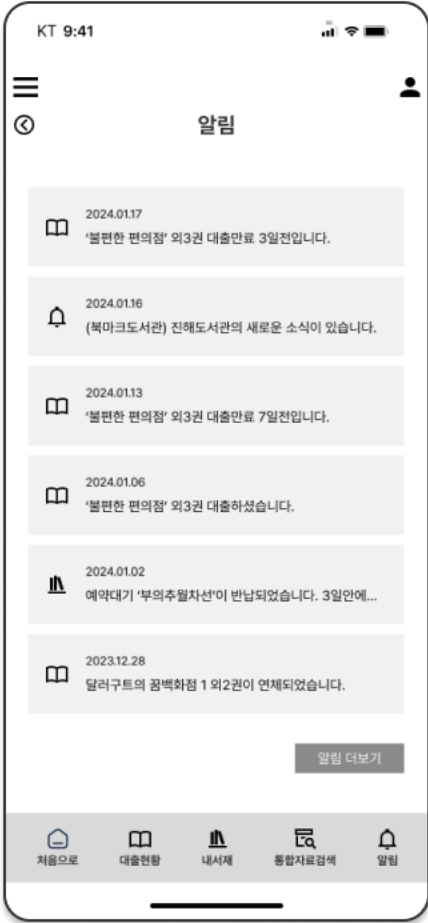 KT 9:41
알림
2024.01.17
‘불편한 편의점’ 외3권 대출만료 3일전입니다.
2024.01.16
(북마크도서관) 진해도서관의 새로운 소식이 있습니다.
2024.01.13
‘불편한 편의점’ 외3권 대출만료 7일전입니다.
2024.01.06
‘불편한 편의점’ 외3권 대출하셨습니다.
2024.01.02
예약대기 ‘부의추월차선’이 반납되었습니다. 3일안에...
2023.12.28
달러구트의 꿈백화점 1 외2권이 연체되었습니다.
알림 더보기
처음으로 대출현황 내서재 통합자료검색 알림